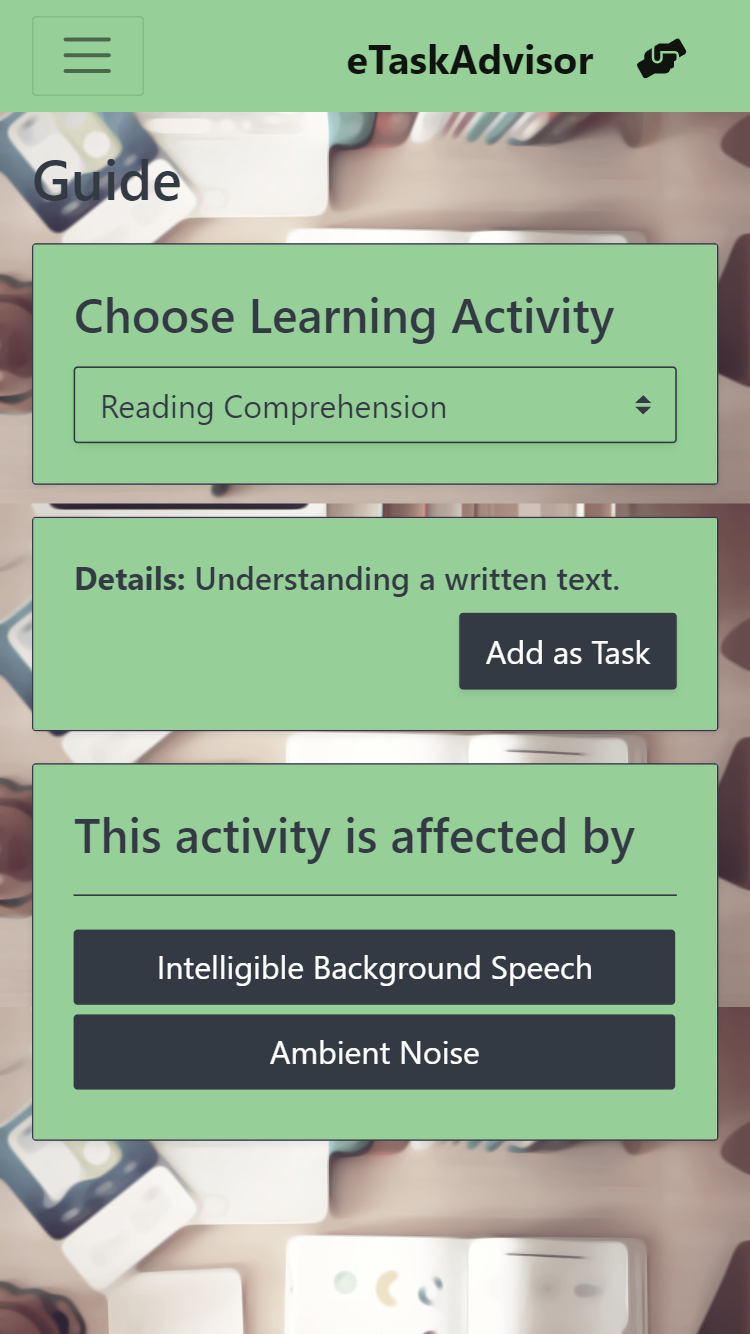 eTaskAdvisor
Guide
Choose Learning Activity
Reading Comprehension
Details: Understanding a written text.
Add as Task
This activity is affected by
Intelligible Background Speech
Ambient Noise